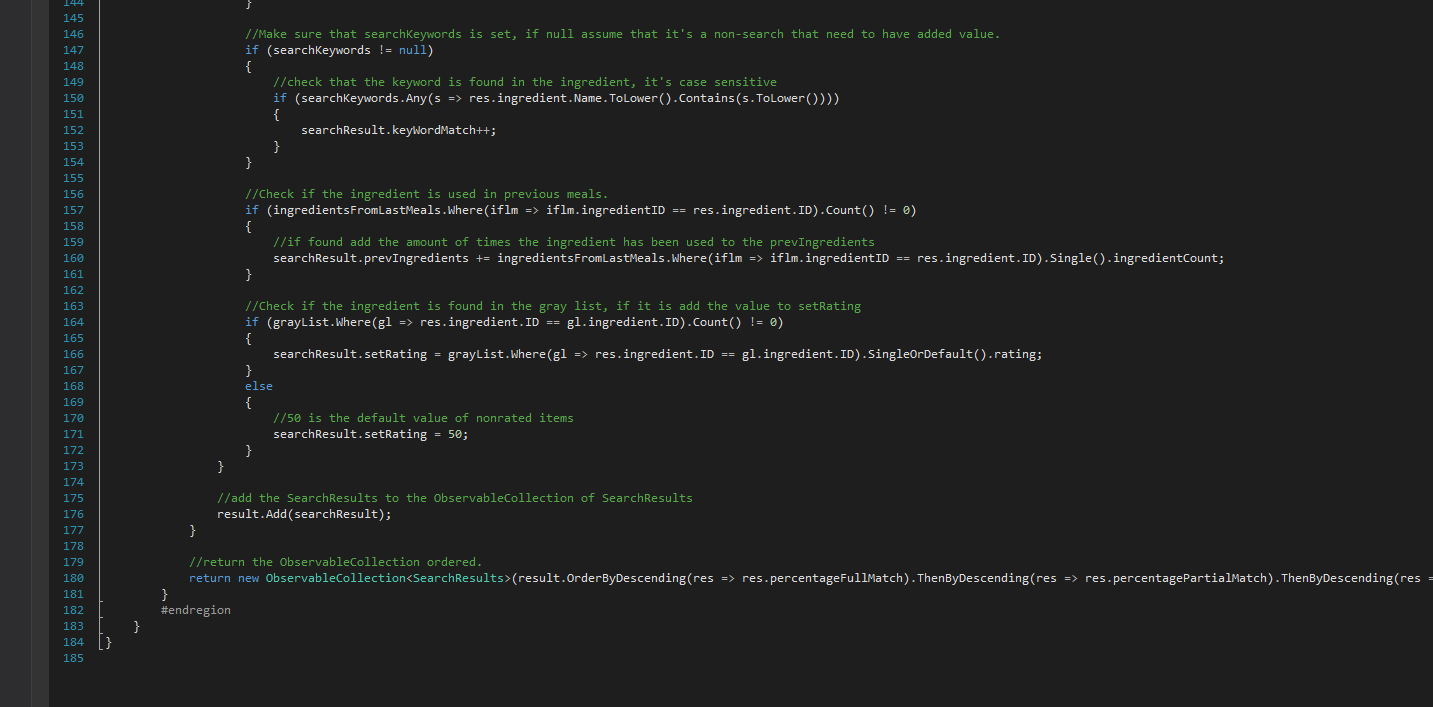 144 }
145
146 //Make sure that searchKeywords is set, if null assume that it's a non-search that need to have added value.
147 if (searchKeywords != null)
148 {
149 //check that the keyword is found in the ingredient, it's case sensitive
150 if (searchKeywords.Any(s => res.ingredient.Name.ToLower().Contains(s.ToLower())))
151 {
152 searchResult.keyWordMatch++;
153 }
154 }
155
156 //Check if the ingredient is used in previous meals.
157 if (ingredientsFromLastMeals.Where(iflm => iflm.ingredientID == res.ingredient.ID).Count() != 0)
158 {
159 //if found add the amount of times the ingredient has been used to the prevIngredients
160 searchResult.prevIngredients += ingredientsFromLastMeals.Where(iflm => iflm.ingredientID == res.ingredient.ID).Single().ingredientCount;
161 }
162
163 //Check if the ingredient is found in the gray list, if it is add the value to setRating
164 if (grayList.Where(gl => res.ingredient.ID == gl.ingredient.ID).Count() != 0)
165 {
166 searchResult.setRating = grayList.Where(gl => res.ingredient.ID == gl.ingredient.ID).SingleOrDefault().rating;
167 }
168 else
169 {
170 //50 is the default value of nonrated items
171 searchResult.setRating = 50;
172 }
173 }
174
175 //add the SearchResults to the ObservableCollection of SearchResults
176 result.Add(searchResult);
177 }
178
179 //return the ObservableCollection ordered.
180 return new ObservableCollection<SearchResults>(result.OrderByDescending(res => res.percentageFullMatch).ThenByDescending(res => res.percentagePartialMatch).ThenByDescending(res =
181 }
182 #endregion
183 }
184 }
185